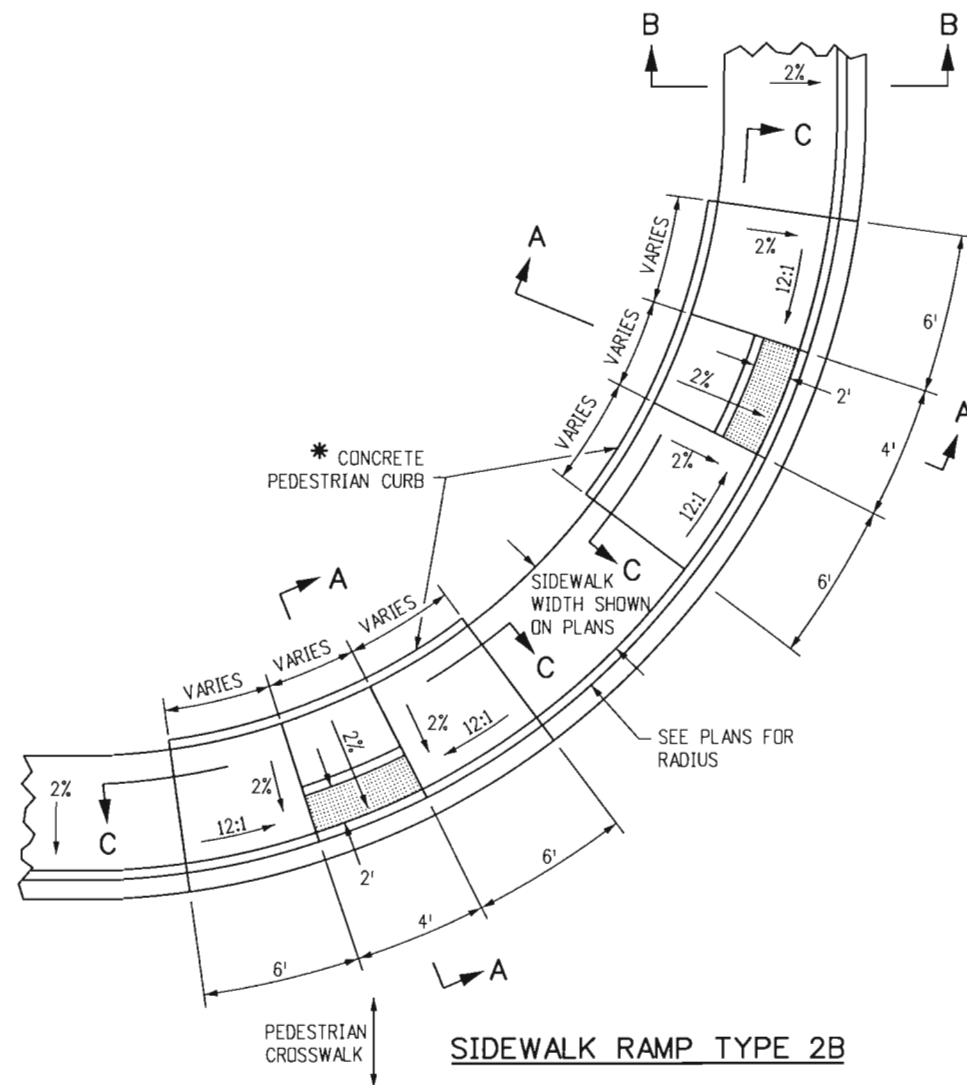 B
B
2%
C
A
VARIES
2%
12:1
6'
VARIES
2%
2'
A
VARIES
4'
✱ CONCRETE
PEDESTRIAN CURB
2%
12:1
C
6'
A
SIDEWALK
WIDTH SHOWN
ON PLANS
VARIES
VARIES
VARIES
C
2%
2%
12:1
SEE PLANS FOR
RADIUS
2%
2%
12:1
C
2'
6'
4'
6'
A
PEDESTRIAN
CROSSWALK
SIDEWALK RAMP TYPE 2B